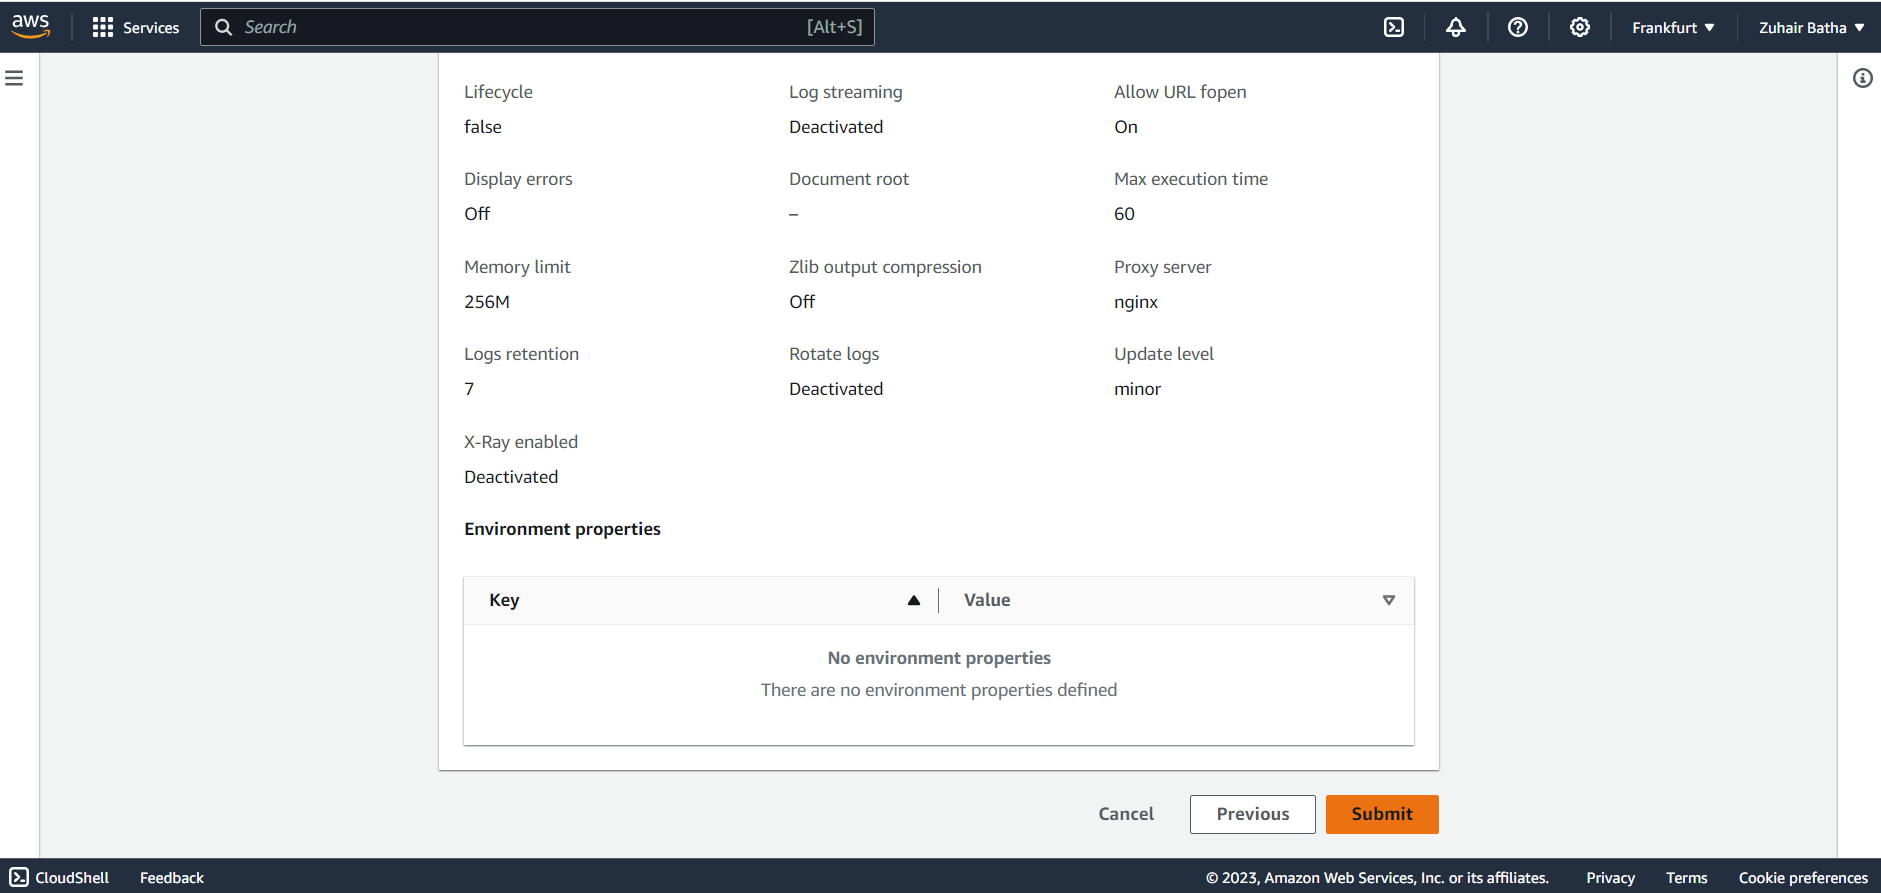 aws
Services
Search [Alt+S]
Frankfurt
Zuhair Batha
Lifecycle Log streaming Allow URL fopen
false Deactivated On
Display errors Document root Max execution time
Off – 60
Memory limit Zlib output compression Proxy server
256M Off nginx
Logs retention Rotate logs Update level
7 Deactivated minor
X-Ray enabled
Deactivated
Environment properties
Key Value
No environment properties
There are no environment properties defined
Cancel Previous Submit
CloudShell Feedback © 2023, Amazon Web Services, Inc. or its affiliates. Privacy Terms Cookie preferences